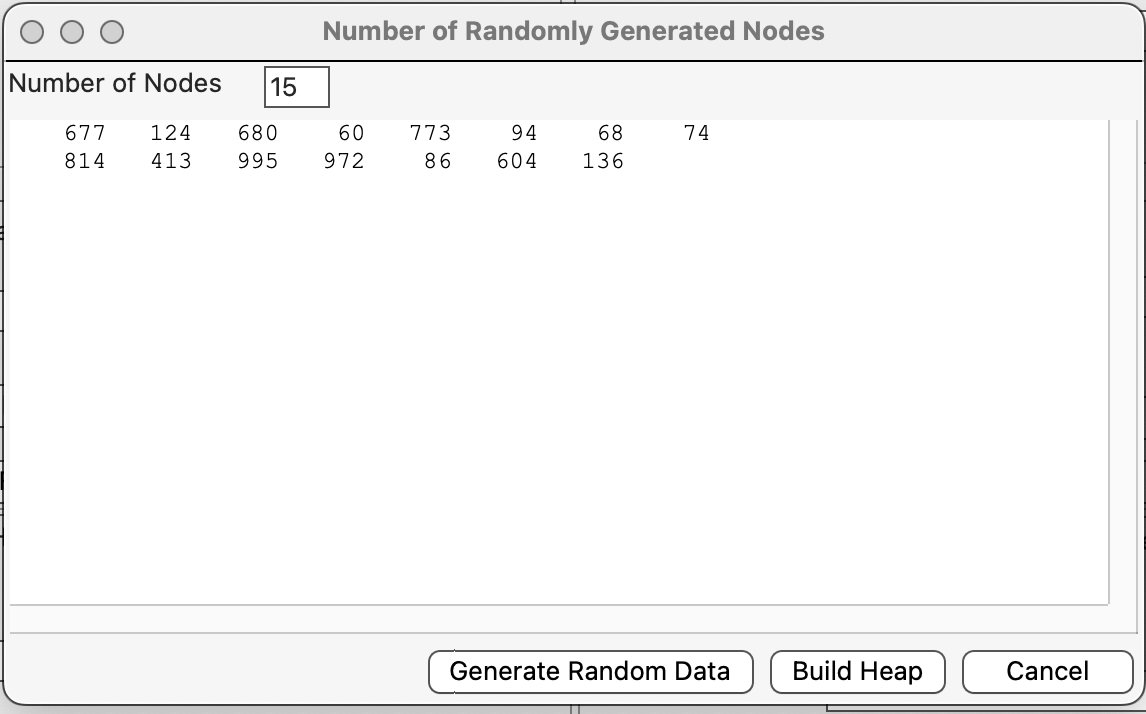 Number of Randomly Generated Nodes
Number of Nodes 15
677 124 680 60 773 94 68 74
814 413 995 972 86 604 136
Generate Random Data Build Heap Cancel